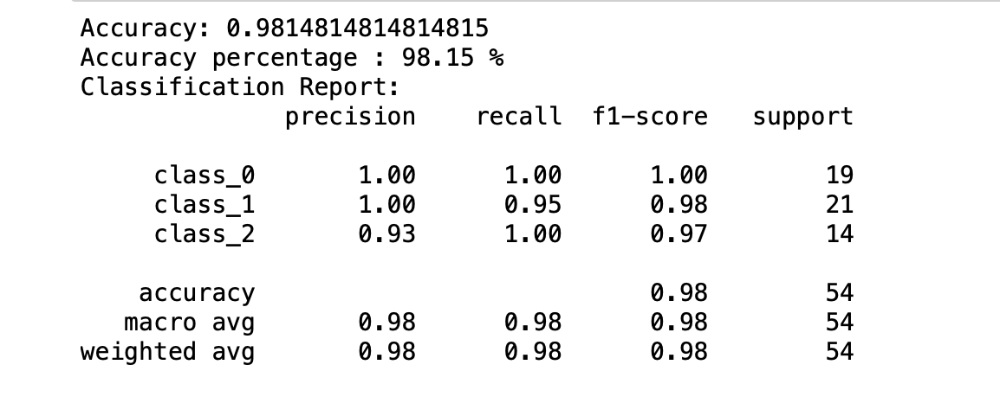 Accuracy: 0.9814814814814815
Accuracy percentage : 98.15 %
Classification Report:
              precision    recall  f1-score   support

     class_0       1.00      1.00      1.00        19
     class_1       1.00      0.95      0.98        21
     class_2       0.93      1.00      0.97        14

    accuracy                           0.98        54
   macro avg       0.98      0.98      0.98        54
weighted avg       0.98      0.98      0.98        54